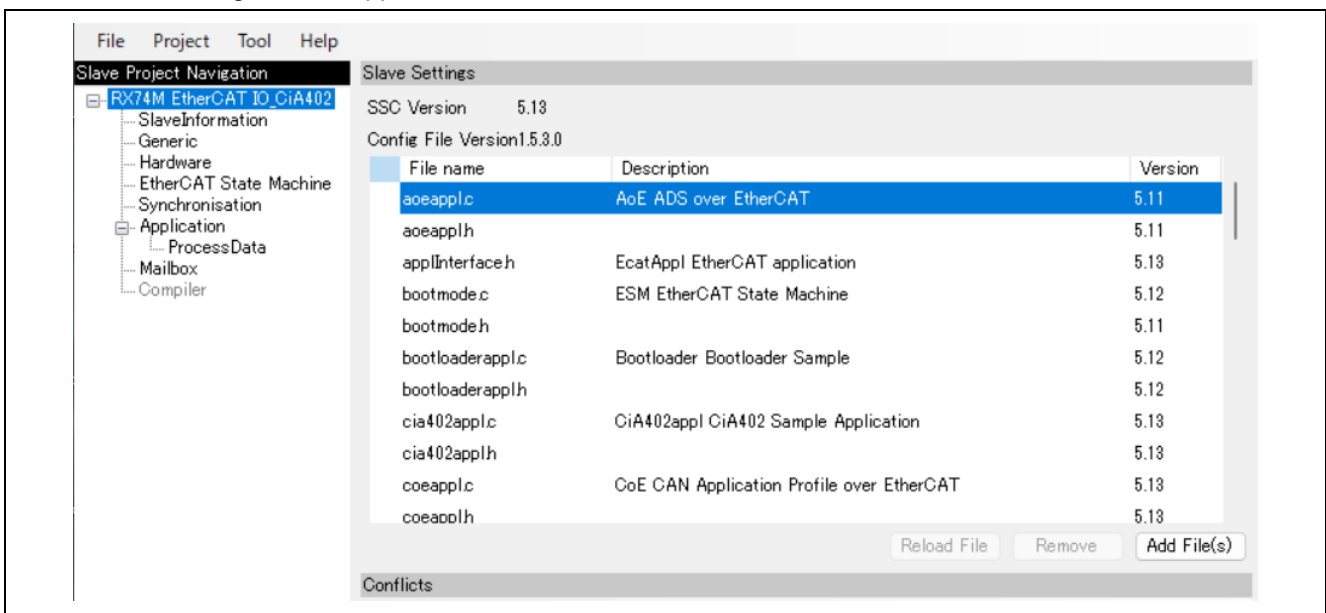 File Project Tool Help
Slave Project Navigation
RX74M EtherCAT IO_CiA402
SlaveInformation
Generic
Hardware
EtherCAT State Machine
Synchronisation
Application
ProcessData
Mailbox
Compiler
Slave Settings
SSC Version 5.13
Config File Version1.5.3.0
File name Description Version
aoeappl.c AoE ADS over EtherCAT 5.11
aoeappl.h 5.11
applInterface.h EcatAppl EtherCAT application 5.13
bootmode.c ESM EtherCAT State Machine 5.12
bootmode.h 5.11
bootloaderappl.c Bootloader Bootloader Sample 5.12
bootloaderappl.h 5.12
cia402appl.c CiA402appl CiA402 Sample Application 5.13
cia402appl.h 5.13
coeappl.c CoE CAN Application Profile over EtherCAT 5.13
coeappl.h 5.13
Reload File Remove Add File(s)
Conflicts